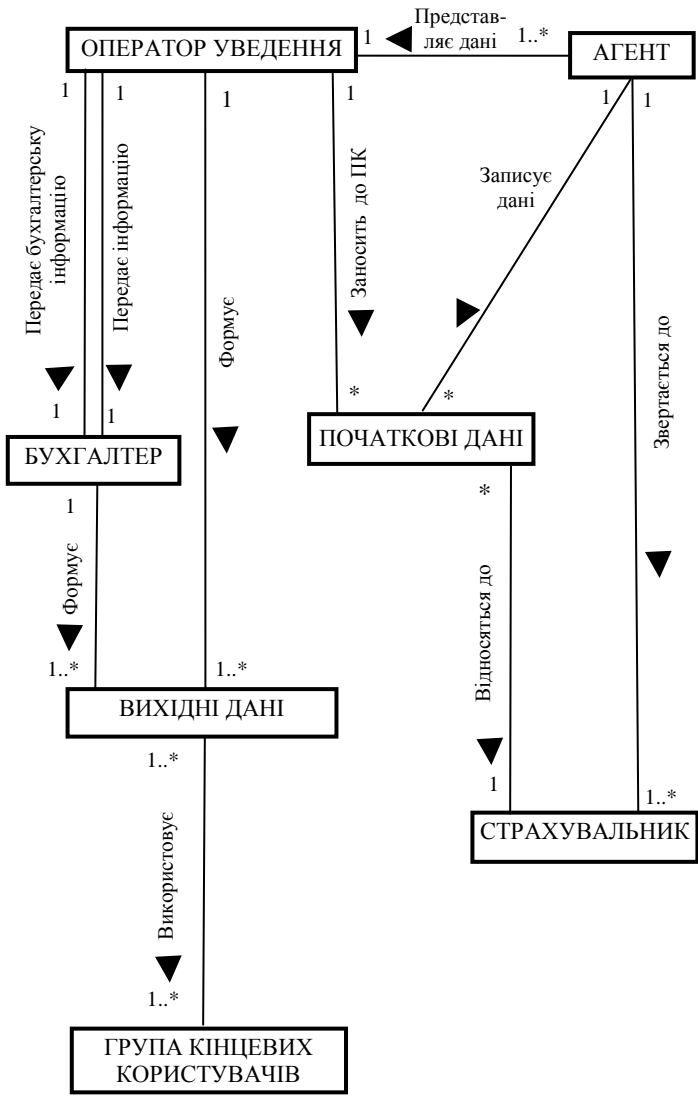 Представ-
ляє дані
1
1..*
ОПЕРАТОР УВЕДЕННЯ
АГЕНТ
1
1
1
1
1
1
Передає бухгалтерську
інформацію
Передає інформацію
Формує
Заносить до ПК
Записує
дані
Звертається до
1
1
*
*
БУХГАЛТЕР
ПОЧАТКОВІ ДАНІ
1
*
Формує
Відносяться до
1..*
1..*
ВИХІДНІ ДАНІ
1..*
1
1..*
СТРАХУВАЛЬНИК
Використовує
1..*
ГРУПА КІНЦЕВИХ
КОРИСТУВАЧІВ